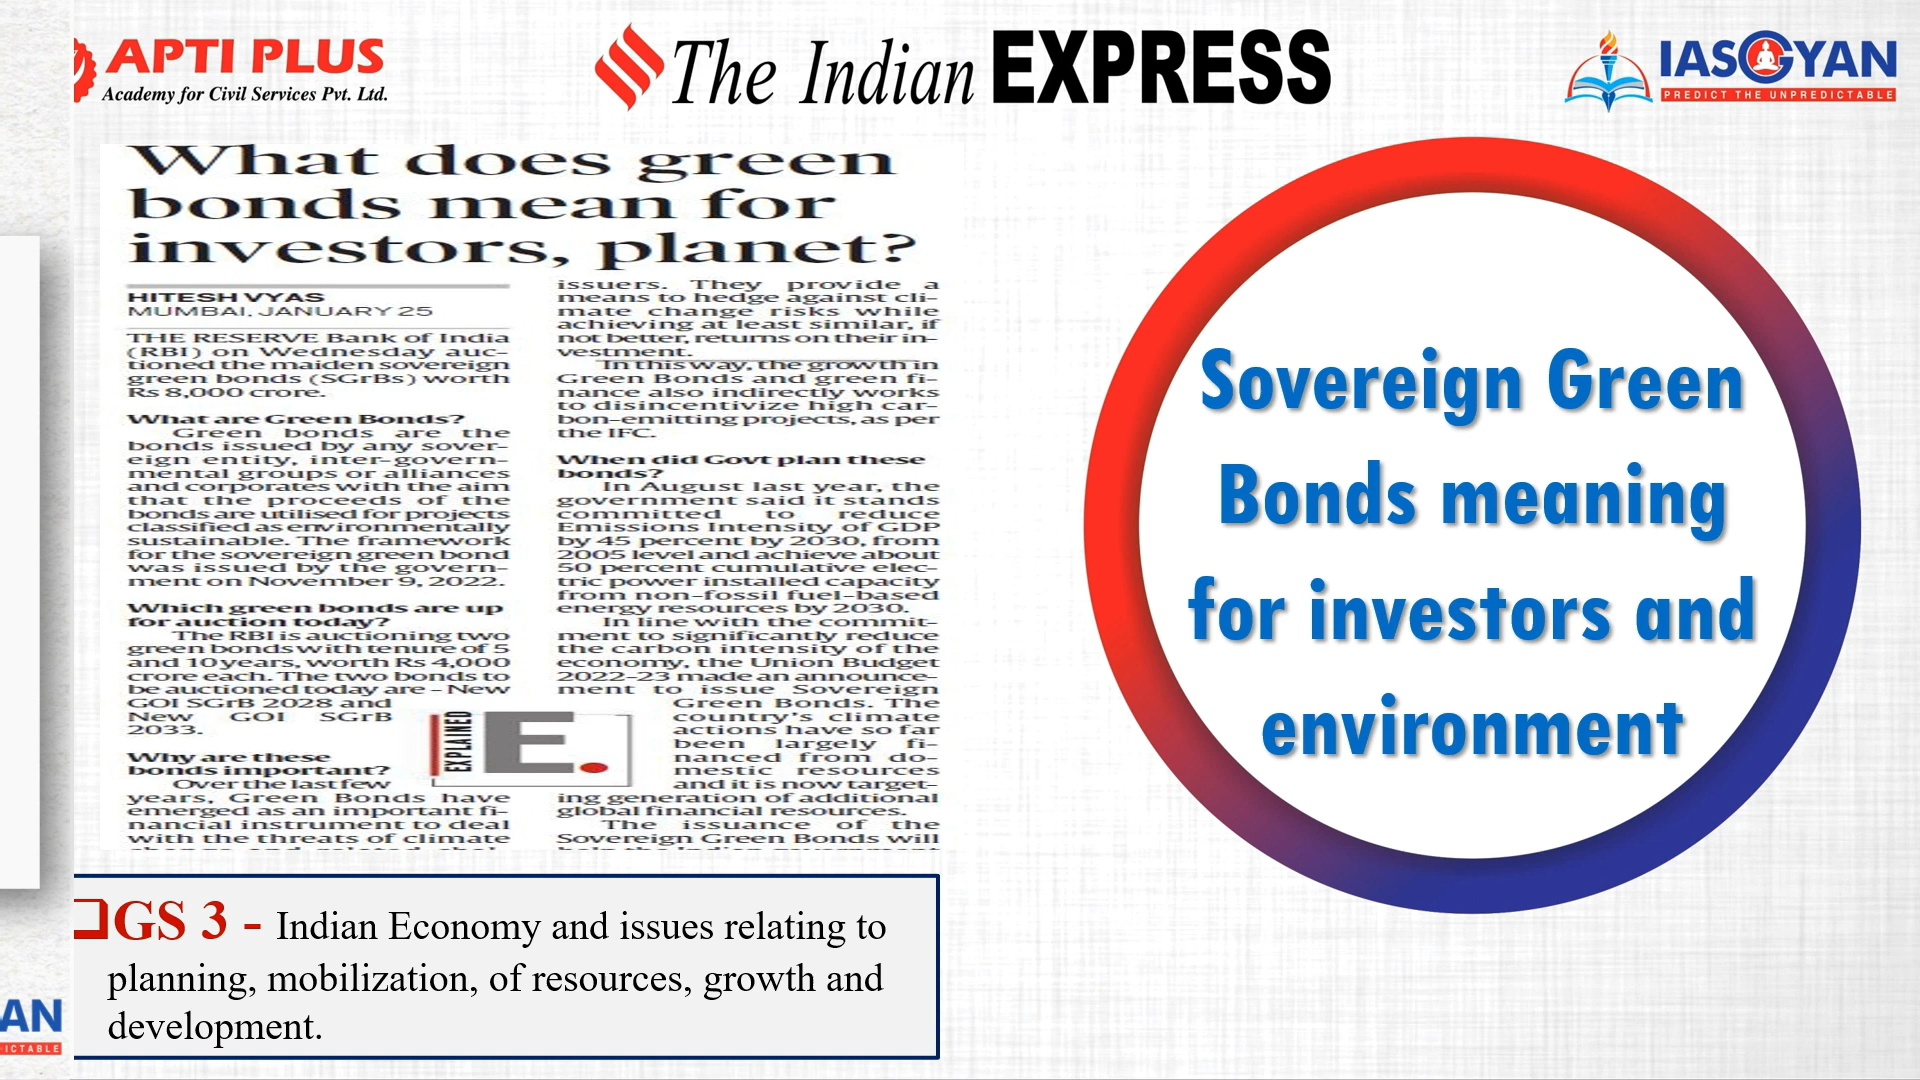 APTI PLUS
Academy for Civil Services Pvt. Ltd.
The Indian EXPRESS
IASGYAN
PREDICT THE UNPREDICTABLE
What does green
bonds mean for
investors, planet?
HITESH VYAS
MUMBAI, JANUARY 25
THE RESERVE Bank of India
(RBI) on Wednesday auc-
tioned the maiden sovereign
green bonds (SGrBs) worth
Rs 8,000 crore.
What are Green Bonds?
Green bonds are the
bonds issued by any sover-
eign entity, inter-govern-
mental groups or alliances
and corporates with the aim
that the proceeds of the
bonds are utilised for projects
classified as environmentally
sustainable. The framework
for the sovereign green bond
was issued by the govern-
ment on November 9, 2022.
Which green bonds are up
for auction today?
The RBI is auctioning two
green bonds with tenure of 5
and 10 years, worth Rs 4,000
crore each. The two bonds to
be auctioned today are – New
GOI SGrB 2028 and
New GOI SGrB
2033.
Why are these
bonds important?
Over the last few
years, Green Bonds have
emerged as an important fi-
nancial instrument to deal
with the threats of climate
issuers. They provide a
means to hedge against cli-
mate change risks while
achieving at least similar, if
not better, returns on their in-
vestment.
In this way, the growth in
Green Bonds and green fi-
nance also indirectly works
to disincentivize high car-
bon-emitting projects, as per
the IFC.
When did Govt plan these
bonds?
In August last year, the
government said it stands
committed to reduce
Emissions Intensity of GDP
by 45 percent by 2030, from
2005 level and achieve about
50 percent cumulative elec-
tric power installed capacity
from non-fossil fuel-based
energy resources by 2030.
In line with the commit-
ment to significantly reduce
the carbon intensity of the
economy, the Union Budget
2022-23 made an announce-
ment to issue Sovereign
Green Bonds. The
country's climate
actions have so far
been largely fi-
nanced from do-
mestic resources
and it is now target-
ing generation of additional
global financial resources.
The issuance of the
Sovereign Green Bonds will
EXPLAINED
E.
Sovereign Green
Bonds meaning
for investors and
environment
GS 3 - Indian Economy and issues relating to
planning, mobilization, of resources, growth and
development.
AN
ICTABLE